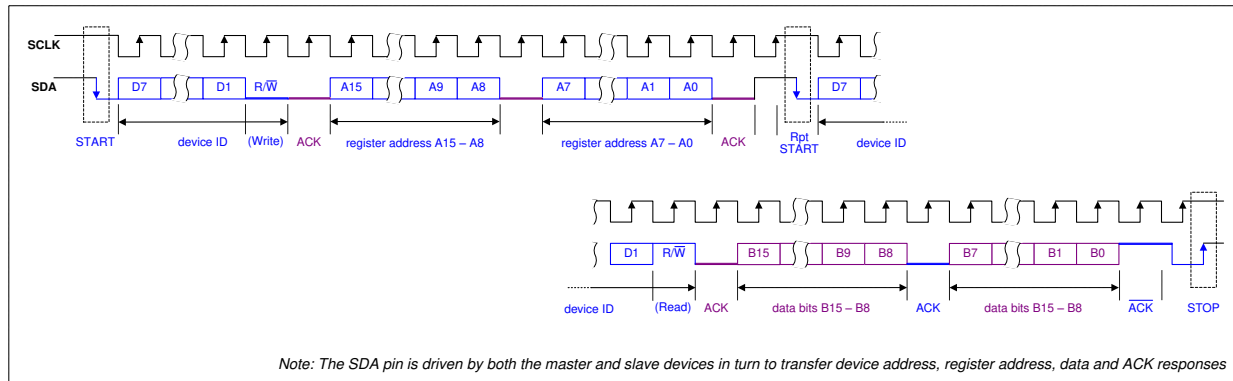 SCLK
SDA D7 D1 R/W̅ A15 A9 A8 A7 A1 A0 D7
START device ID (Write) ACK register address A15 – A8 register address A7 – A0 ACK Rpt START device ID
D1 R/W̅ B15 B9 B8 B7 B1 B0
device ID (Read) ACK data bits B15 – B8 ACK data bits B15 – B8 A̅C̅K̅ STOP
Note: The SDA pin is driven by both the master and slave devices in turn to transfer device address, register address, data and ACK responses